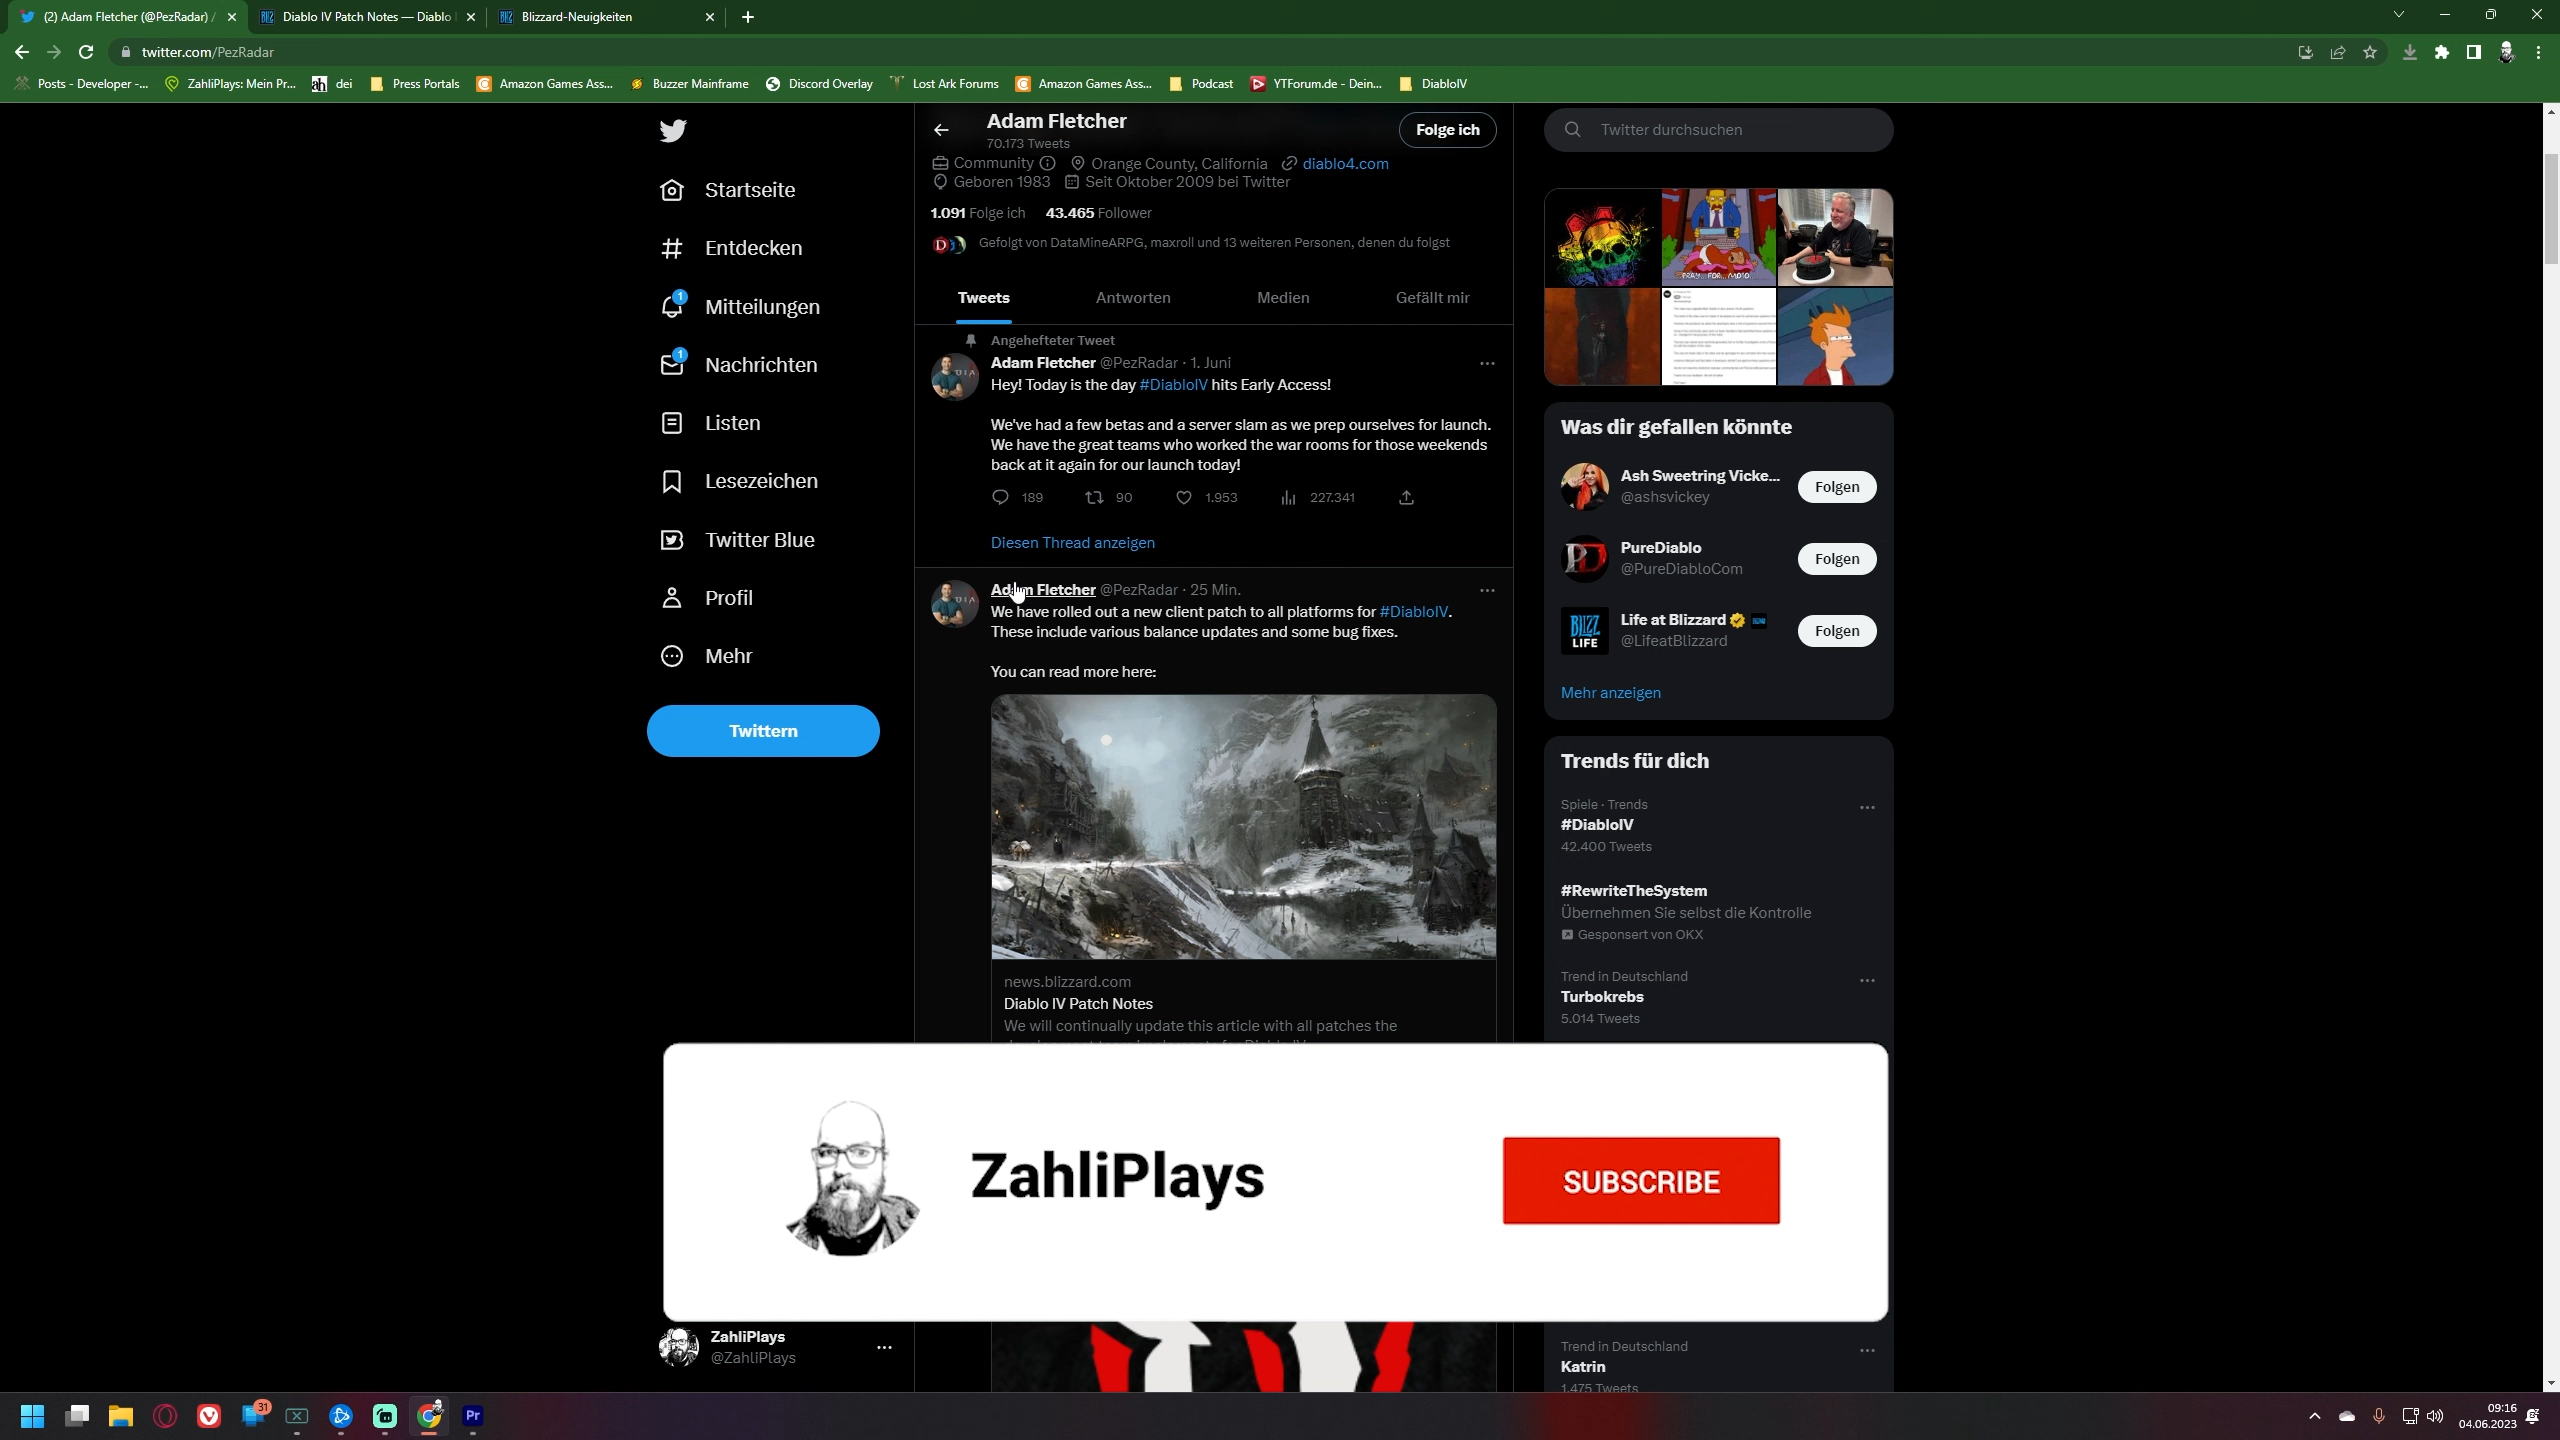 (2) Adam Fletcher (@PezRadar) /
Diablo IV Patch Notes — Diablo
Blizzard-Neuigkeiten
twitter.com/PezRadar
Posts - Developer -...
ZahliPlays: Mein Pr...
dei
Press Portals
Amazon Games Ass...
Buzzer Mainframe
Discord Overlay
Lost Ark Forums
Amazon Games Ass...
Podcast
YTForum.de - Dein...
DiabloIV
Startseite
Entdecken
1
Mitteilungen
1
Nachrichten
Listen
Lesezeichen
Twitter Blue
Profil
Mehr
Twittern
ZahliPlays
@ZahliPlays
Adam Fletcher
70.173 Tweets
Folge ich
Community Orange County, California diablo4.com
Geboren 1983 Seit Oktober 2009 bei Twitter
1.091 Folge ich 43.465 Follower
Gefolgt von DataMineARPG, maxroll und 13 weiteren Personen, denen du folgst
Tweets Antworten Medien Gefällt mir
Angehefteter Tweet
Adam Fletcher @PezRadar · 1. Juni
Hey! Today is the day #DiabloIV hits Early Access!
We've had a few betas and a server slam as we prep ourselves for launch.
We have the great teams who worked the war rooms for those weekends
back at it again for our launch today!
189 90 1.953 227.341
Diesen Thread anzeigen
Adam Fletcher @PezRadar · 25 Min.
We have rolled out a new client patch to all platforms for #DiabloIV.
These include various balance updates and some bug fixes.
You can read more here:
news.blizzard.com
Diablo IV Patch Notes
We will continually update this article with all patches the
Twitter durchsuchen
PRAY... FOR... MOJO.
Was dir gefallen könnte
Ash Sweetring Vicke...
@ashsvickey
Folgen
PureDiablo
@PureDiabloCom
Folgen
BLIZZ
LIFE
Life at Blizzard
@LifeatBlizzard
Folgen
Mehr anzeigen
Trends für dich
Spiele · Trends
#DiabloIV
42.400 Tweets
#RewriteTheSystem
Übernehmen Sie selbst die Kontrolle
Gesponsert von OKX
Trend in Deutschland
Turbokrebs
5.014 Tweets
Trend in Deutschland
Katrin
1.475 Tweets
ZahliPlays
SUBSCRIBE
31
Pr
09:16
04.06.2023